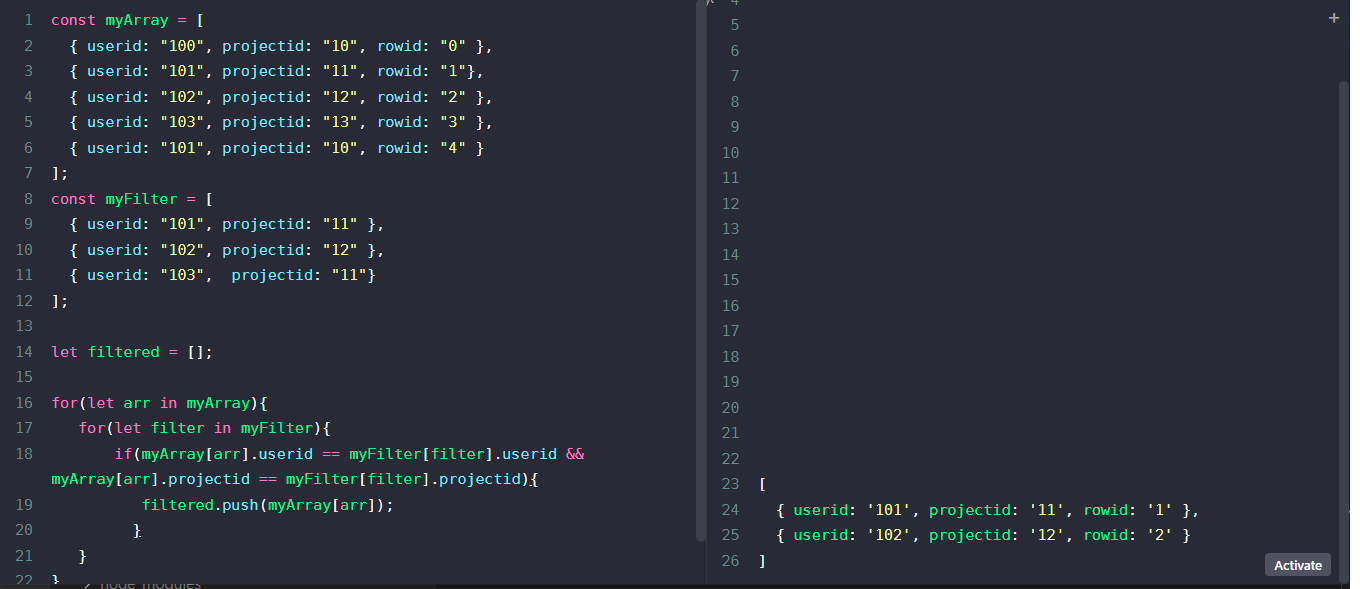 1 const myArray = [
2 { userid: "100", projectid: "10", rowid: "0" },
3 { userid: "101", projectid: "11", rowid: "1"},
4 { userid: "102", projectid: "12", rowid: "2" },
5 { userid: "103", projectid: "13", rowid: "3" },
6 { userid: "101", projectid: "10", rowid: "4" }
7 ];
8 const myFilter = [
9 { userid: "101", projectid: "11" },
10 { userid: "102", projectid: "12" },
11 { userid: "103",  projectid: "11"}
12 ];
13
14 let filtered = [];
15
16 for(let arr in myArray){
17 for(let filter in myFilter){
18 if(myArray[arr].userid == myFilter[filter].userid &&
myArray[arr].projectid == myFilter[filter].projectid){
19 filtered.push(myArray[arr]);
20 }
21 }
22 }
node modules
4
5
+
6
7
8
9
10
11
12
13
14
15
16
17
18
19
20
21
22
23 [
24 { userid: '101', projectid: '11', rowid: '1' },
25 { userid: '102', projectid: '12', rowid: '2' }
26 ]
Activate